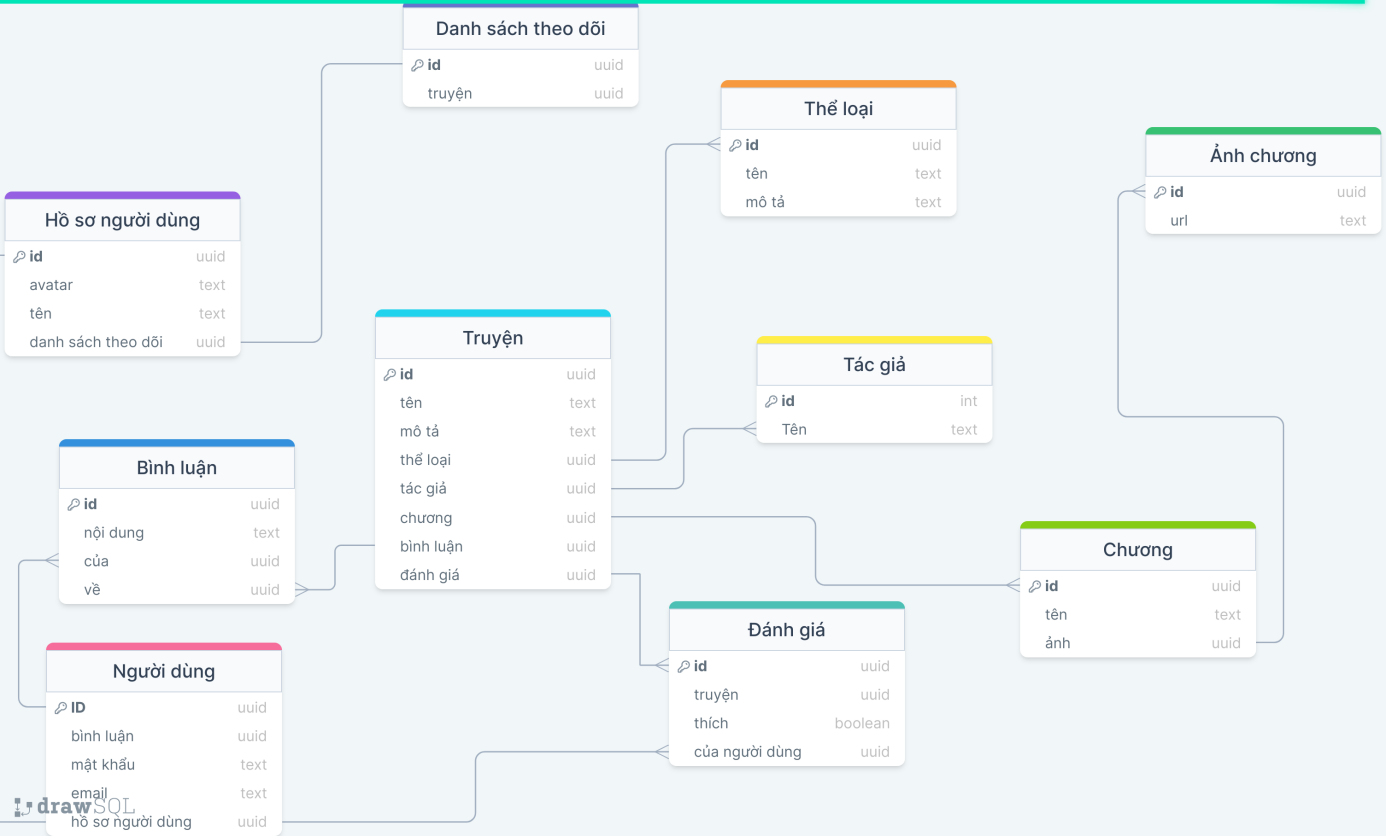 Danh sách theo dõi
id uuid
truyện uuid
Thể loại
id uuid
tên text
mô tả text
Ảnh chương
id uuid
url text
Hồ sơ người dùng
id uuid
avatar text
tên text
danh sách theo dõi uuid
Truyện
id uuid
tên text
mô tả text
thể loại uuid
tác giả uuid
chương uuid
bình luận uuid
đánh giá uuid
Tác giả
id int
Tên text
Bình luận
id uuid
nội dung text
của uuid
về uuid
Chương
id uuid
tên text
ảnh uuid
Đánh giá
id uuid
truyện uuid
thích boolean
của người dùng uuid
Người dùng
ID uuid
bình luận uuid
mật khẩu text
email text
hồ sơ người dùng uuid
drawSQL